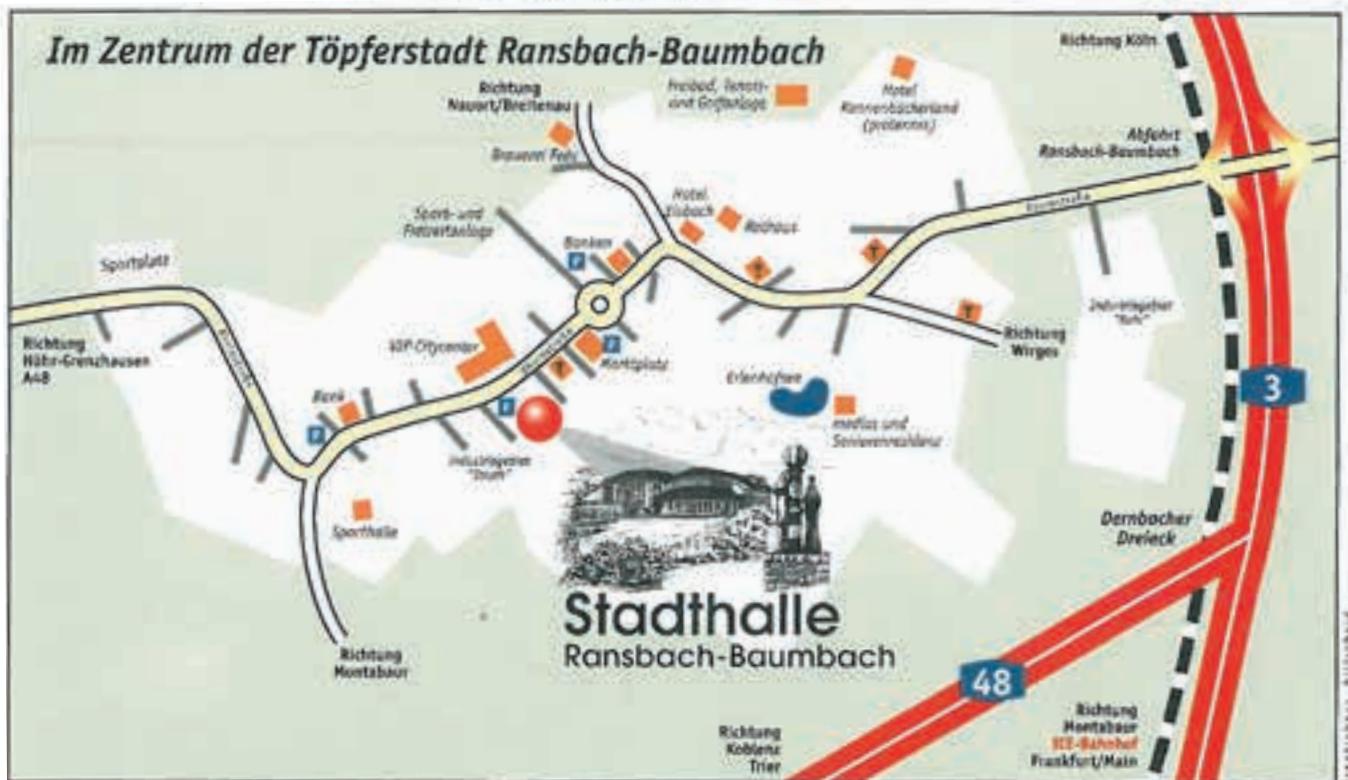 Im Zentrum der Töpferstadt Ransbach-Baumbach
Richtung
Nauort/Breitenau
Freibad, Tennis-
und Golfanlage
Hotel
Kannenbäckerland
Richtung Köln
Abfahrt
Ransbach-Baumbach
Brauerei
Sport- und
Freizeitanlage
Banken
P
Hotel
Eisbach
Rathaus
T
T
T
Richtung
Wirges
Industriegebiet
Sportplatz
Richtung
Höhr-Grenzhausen
A48
VIP-Citycenter
P
Marktplatz
T
Erlenhofsee
medias und
Seniorenresidenz
3
Bank
P
P
Industriegebiet
Sporthalle
Richtung
Montabaur
Stadthalle
Ransbach-Baumbach
Dernbacher
Dreieck
48
Richtung
Koblenz
Trier
Richtung
Montabaur
ICE-Bahnhof
Frankfurt/Main